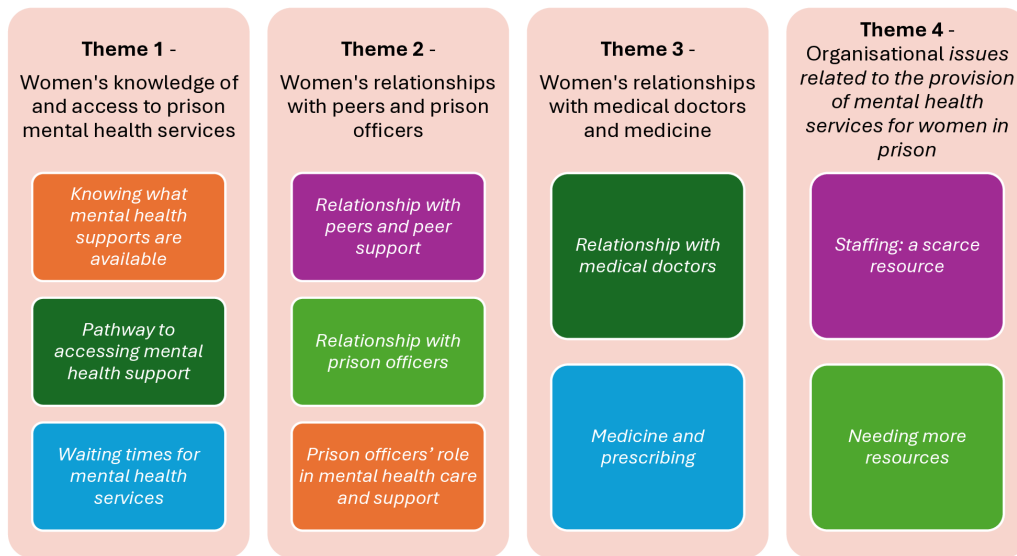 Theme 1 -
Women's knowledge of
and access to prison
mental health services
Knowing what
mental health
supports are
available
Pathway to
accessing mental
health support
Waiting times for
mental health
services
Theme 2 -
Women's relationships
with peers and prison
officers
Relationship with
peers and peer
support
Relationship with
prison officers
Prison officers’ role
in mental health care
and support
Theme 3 -
Women's relationships
with medical doctors
and medicine
Relationship with
medical doctors
Medicine and
prescribing
Theme 4 -
Organisational issues
related to the provision
of mental health
services for women in
prison
Staffing: a scarce
resource
Needing more
resources